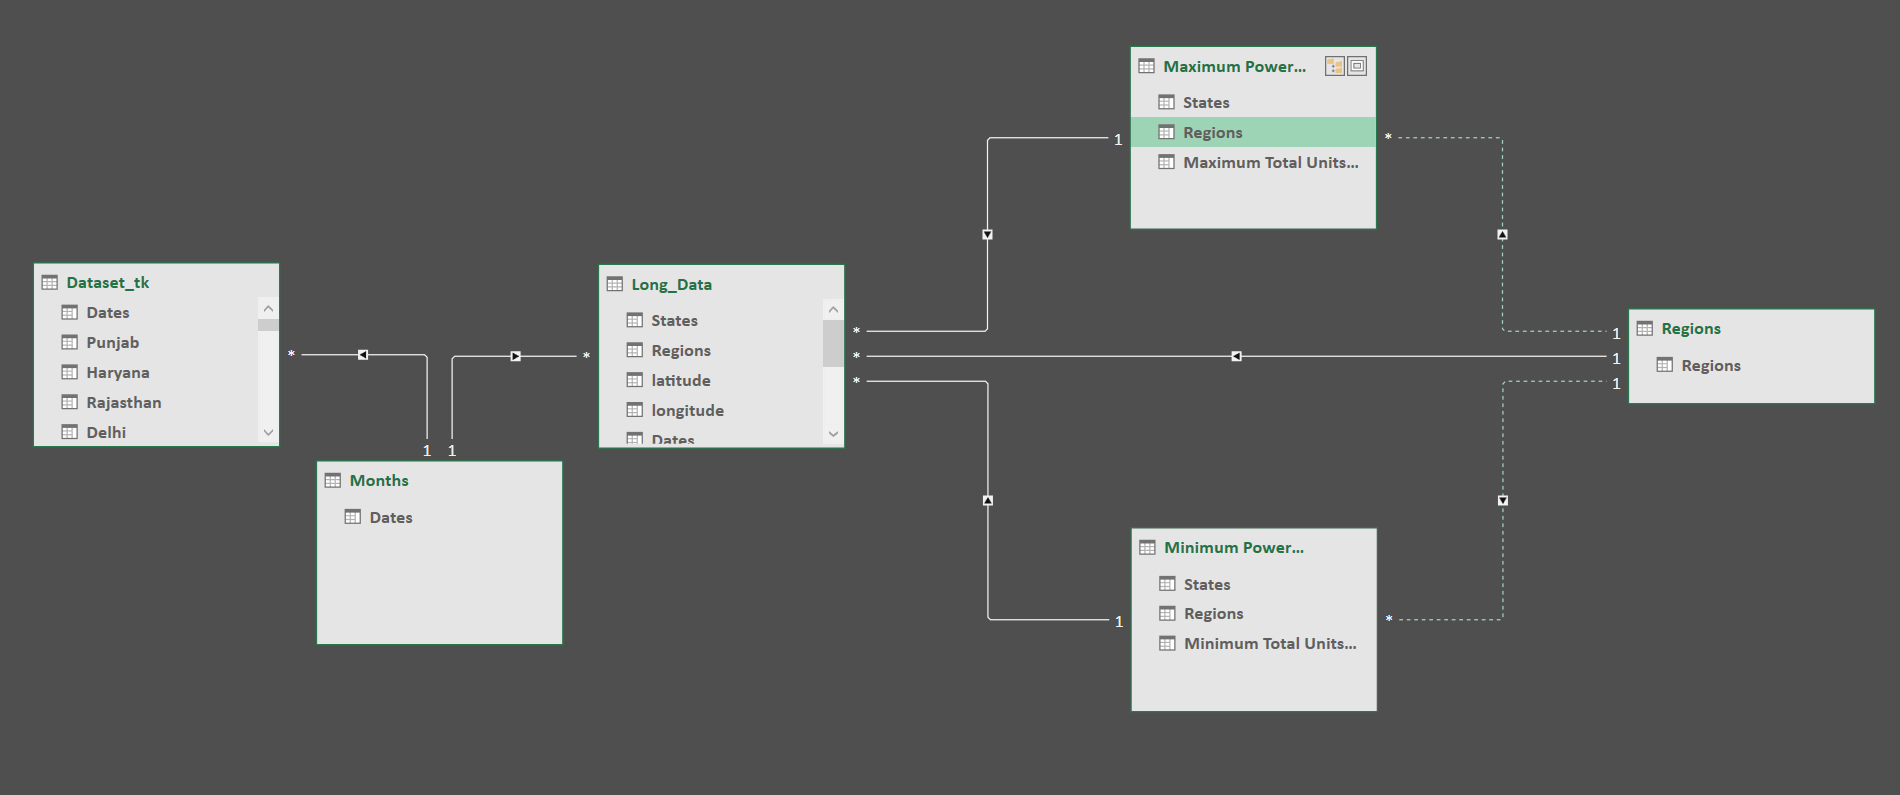 Maximum Power...
States
Regions
Maximum Total Units...
1
*
Dataset_tk
Dates
Punjab
Haryana
Rajasthan
Delhi
*
1
1
*
Months
Dates
Long_Data
States
Regions
latitude
longitude
Dates
*
*
*
1
1
1
Regions
Regions
Minimum Power...
States
Regions
Minimum Total Units...
1
*